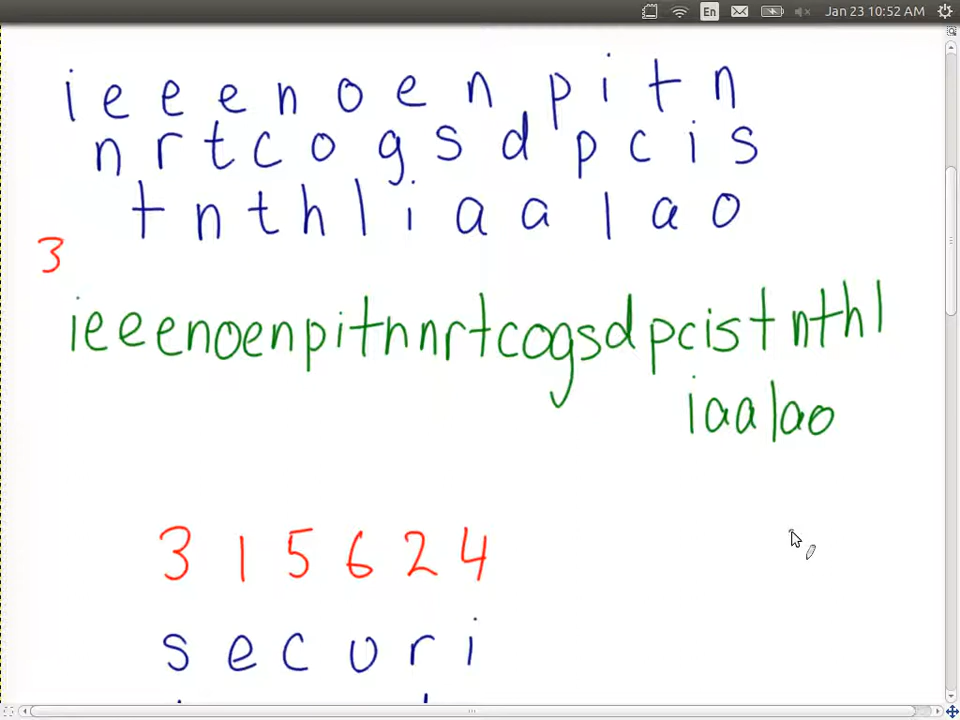 En Jan 23 10:52 AM
i e e e n o e n p i t n
n r t c o g s d p c i s
t n t h l i a a l a o
3
ieeenoenpitnnrtcogsdpcistnthl
iaalao
3 1 5 6 2 4
s e c u r i